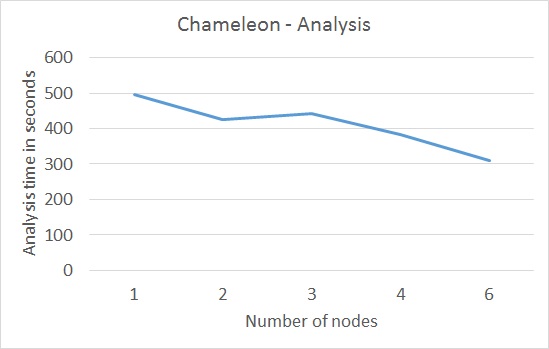 Chameleon - Analysis
Analysis time in seconds
600
500
400
300
200
100
0
1 2 3 4 6
Number of nodes